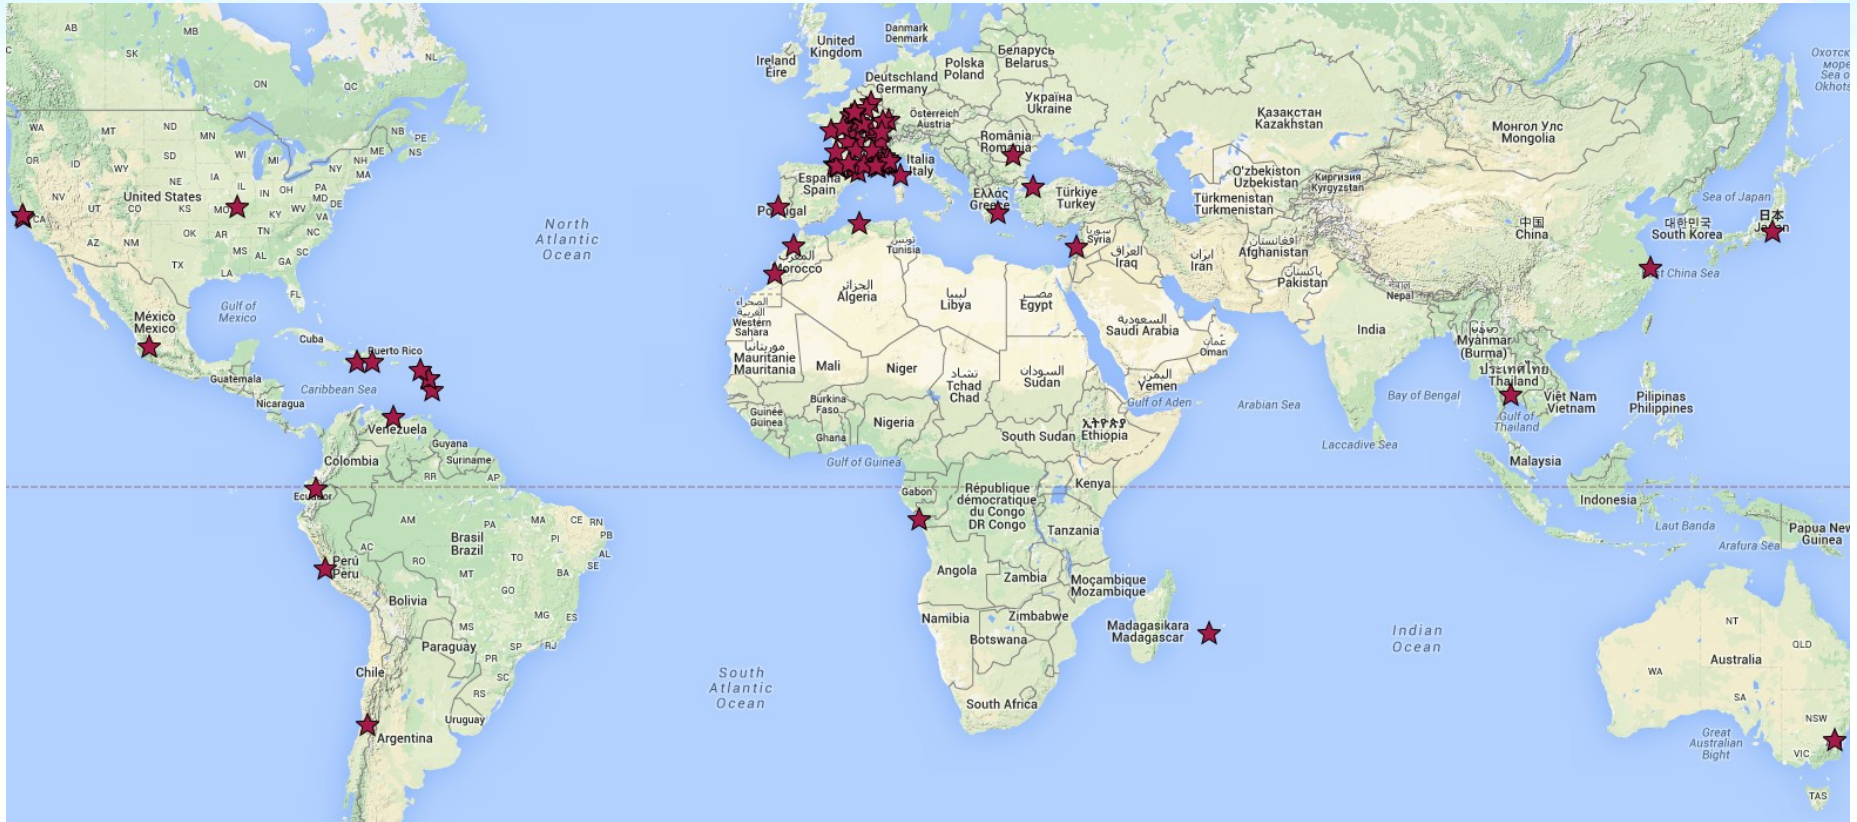 AB
MB
SK
ON
QC
NL
WA
MT
ND
MN
OR
ID
SD
WI
MI
WY
NB
PE
NS
ME
NH
MA
NY
NV
UT
NE
IA
IL
IN
OH
PA
MD
DE
United States
CO
KS
MO
KY
WV
VA
CA
AZ
NM
OK
AR
TN
NC
TX
MS
AL
GA
SC
LA
FL
North
Atlantic
Ocean
Gulf of
Mexico
México
Mexico
Cuba
Puerto Rico
Guatemala
Caribbean Sea
Nicaragua
Venezuela
Guyana
Suriname
Colombia
Ecuador
RR
AP
AM
PA
MA
CE
RN
PB
PI
AL
SE
AC
RO
TO
BA
Brasil
Brazil
MT
GO
Perú
Peru
Bolivia
MG
ES
MS
SP
RJ
Paraguay
PR
SC
Chile
RS
Uruguay
Argentina
South
Atlantic
Ocean
Danmark
Denmark
United
Kingdom
Ireland
Éire
Беларусь
Belarus
Polska
Poland
Deutschland
Germany
Україна
Ukraine
Österreich
Austria
România
Romania
Italia
Italy
España
Spain
Portugal
Ελλάς
Greece
Türkiye
Turkey
Қазақстан
Kazakhstan
Монгол Улс
Mongolia
Охотск
море
Sea o
Okhots
O'zbekiston
Uzbekistan
Киргизия
Kyrgyzstan
Türkmenistan
Turkmenistan
中国
China
Sea of Japan
日本
Japan
대한민국
South Korea
st China Sea
تونس
Tunisia
المغرب
Morocco
سوريا
Syria
العراق
Iraq
ایران
Iran
افغانستان
Afghanistan
پاکستان
Pakistan
Nepal
الجزائر
Algeria
ليبيا
Libya
مصر
Egypt
السعودية
Saudi Arabia
عمان
Oman
الصحراء
الغربية
Western
Sahara
موريتانيا
Mauritanie
Mauritania
Mali
Niger
تشاد
Tchad
Chad
السودان
Sudan
اليمن
Yemen
Gulf of Aden
Arabian Sea
India
Bay of Bengal
Laccadive Sea
Myanmar
(Burma)
ประเทศไทย
Thailand
Gulf of
Thailand
Việt Nam
Vietnam
Pilipinas
Philippines
Malaysia
Indonesia
Laut Banda
Arafura Sea
Papua New
Guinea
Guinée
Guinea
Burkina
Faso
Ghana
Nigeria
Gulf of Guinea
South Sudan
ኢትዮጵያ
Ethiopia
Gabon
République
démocratique
du Congo
DR Congo
Kenya
Tanzania
Angola
Zambia
Moçambique
Mozambique
Namibia
Zimbabwe
Botswana
Madagasikara
Madagascar
South Africa
Indian
Ocean
NT
QLD
WA
Australia
SA
NSW
VIC
TAS
Great
Australian
Bight